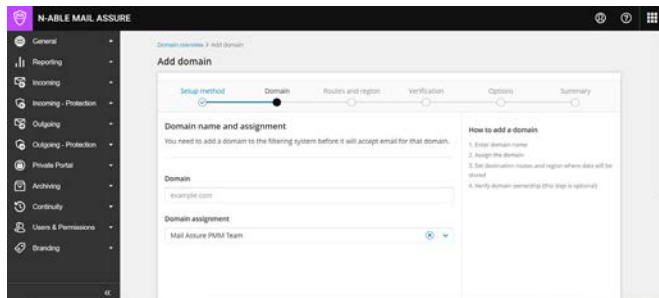 N-ABLE MAIL ASSURE
General
Reporting
Incoming
Incoming - Protection
Outgoing
Outgoing - Protection
Private Portal
Archiving
Continuity
Users & Permissions
Branding
Domain overview > Add domain
Add domain
Setup method
Domain
Routes and region
Verification
Options
Summary
Domain name and assignment
You need to add a domain to the filtering system before it will accept email for that domain.
Domain
example.com
Domain assignment
Mail Assure PMM Team
How to add a domain
1. Enter domain name
2. Assign the domain
3. Set destination routes and region where data will be
stored
4. Verify domain ownership (this step is optional)